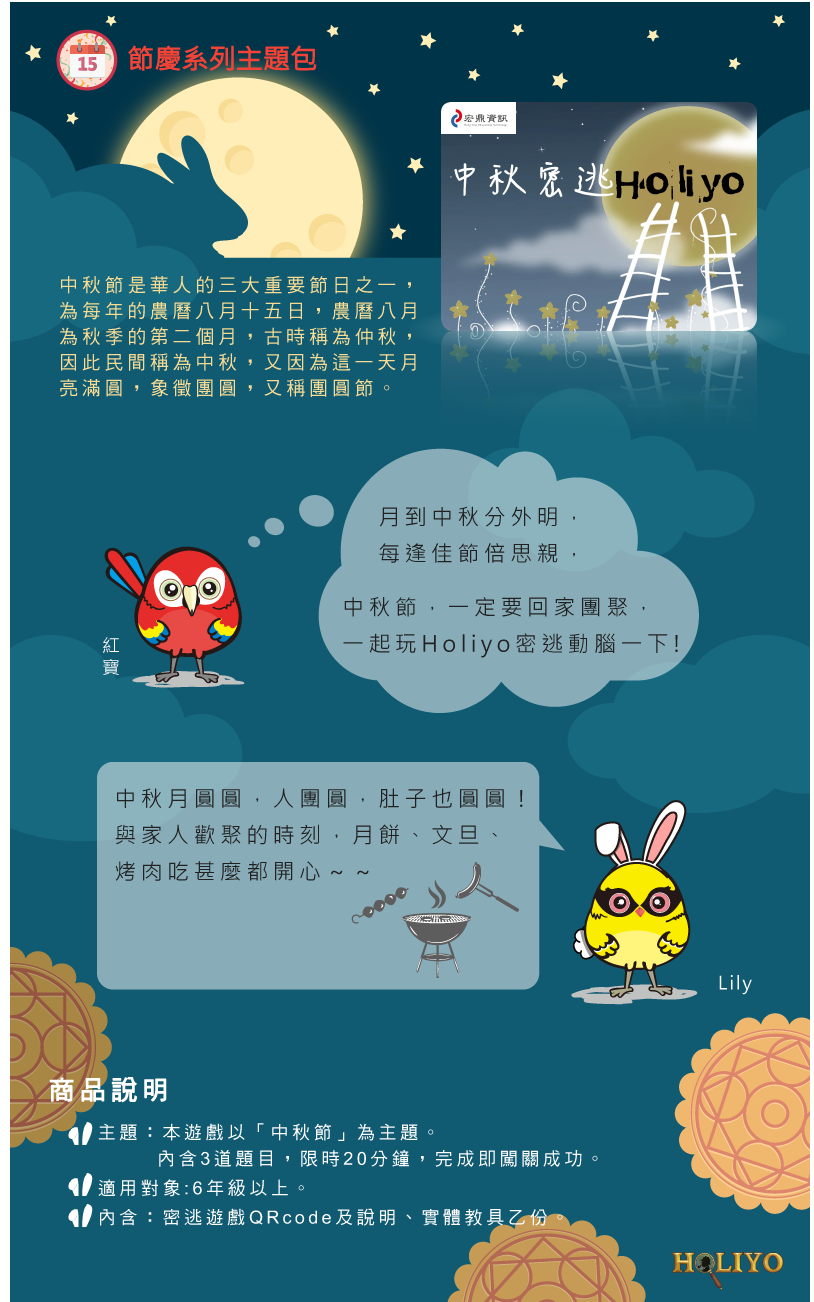 15
節慶系列主題包
宏鼎資訊
中秋密逃Holiyo
中秋節是華人的三大重要節日之一，
為每年的農曆八月十五日，農曆八月
為秋季的第二個月，古時稱為仲秋，
因此民間稱為中秋，又因為這一天月
亮滿圓，象徵團圓，又稱團圓節。
月到中秋分外明，
每逢佳節倍思親，
中秋節，一定要回家團聚，
一起玩Holiyo密逃動腦一下!
紅寶
中秋月圓圓，人團圓，肚子也圓圓！
與家人歡聚的時刻，月餅、文旦、
烤肉吃甚麼都開心~~
Lily
商品說明
主題：本遊戲以「中秋節」為主題。
內含3道題目，限時20分鐘，完成即闖關成功。
適用對象:6年級以上。
內含：密逃遊戲QRcode及說明、實體教具乙份。
HOLIYO